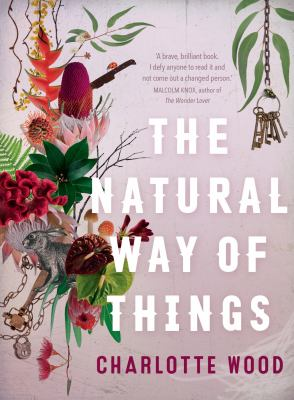 'A brave, brilliant book.
I defy anyone to read it and
not come out a changed person.'
MALCOLM KNOX, author of
The Wonder Lover
THE
NATURAL
WAY OF
THINGS
CHARLOTTE WOOD